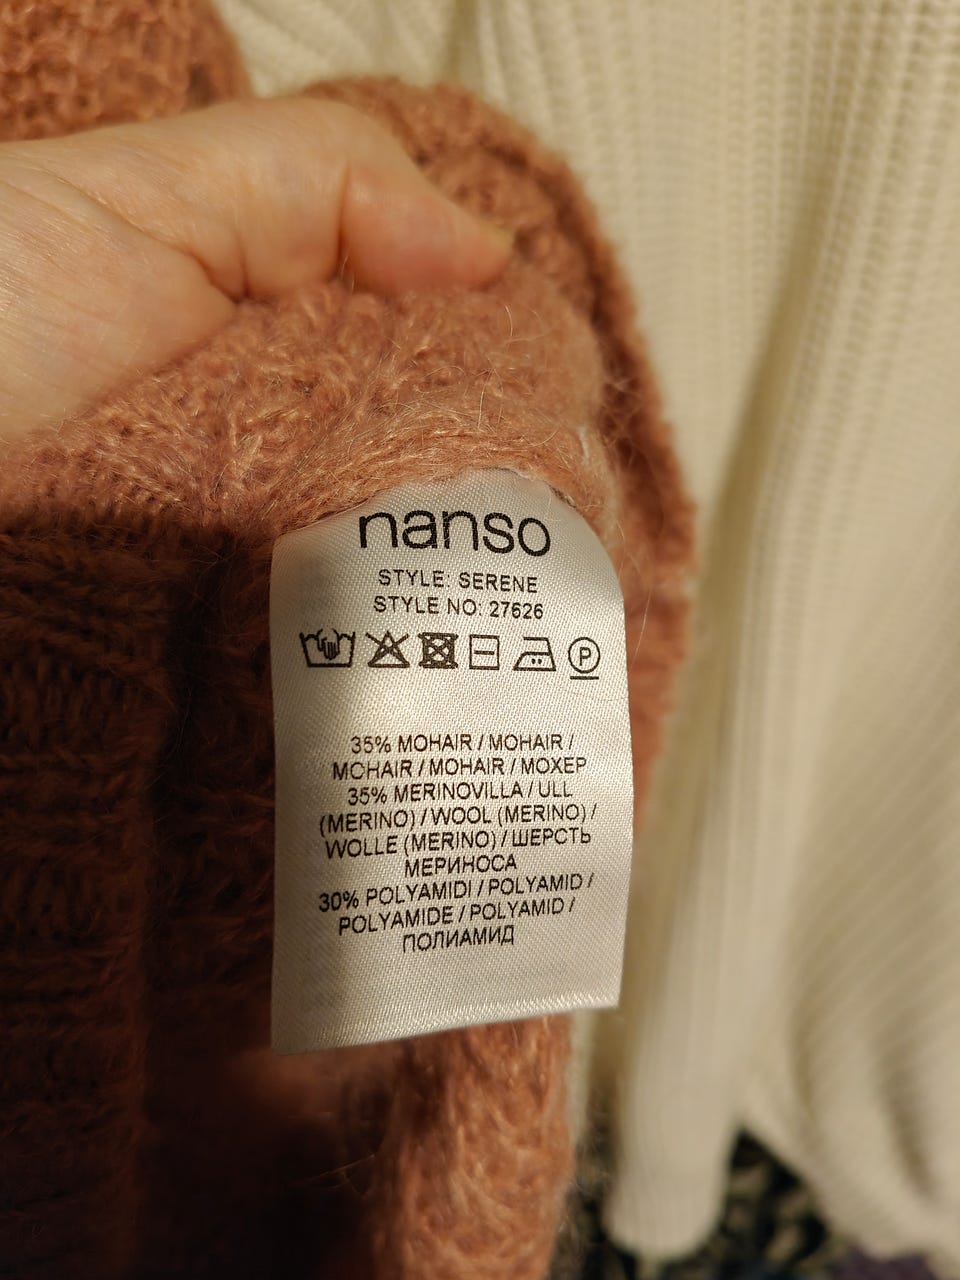 nanso
STYLE: SERENE
STYLE NO: 27626
P
35% MOHAIR / MOHAIR /
MOHAIR / MOHAIR / МОХЕР
35% MERINOVILLA / ULL
(MERINO) / WOOL (MERINO) /
WOLLE (MERINO) / ШЕРСТЬ
МЕРИНОСА
30% POLYAMIDI / POLYAMID /
POLYAMIDE / POLYAMID /
ПОЛИАМИД